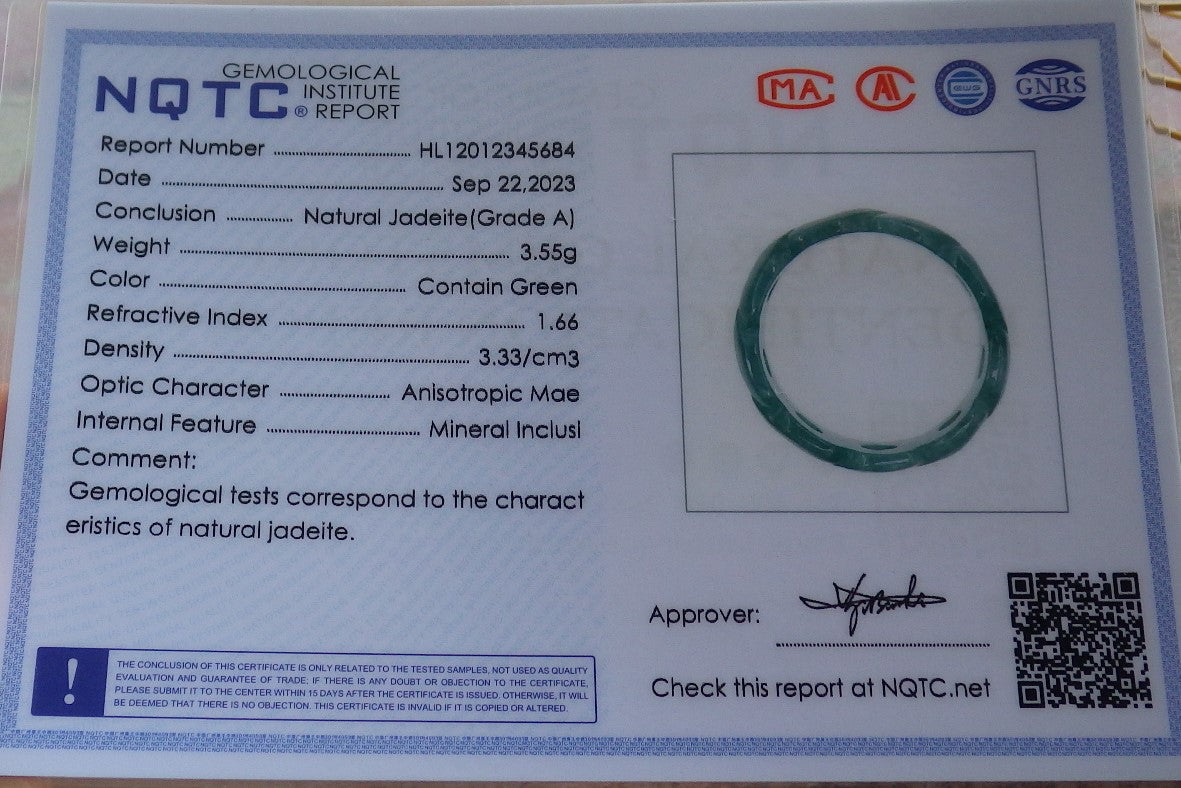 NQTC® GEMOLOGICAL INSTITUTE REPORT
Report Number ........ HL12012345684
Date ........ Sep 22,2023
Conclusion ........ Natural Jadeite(Grade A)
Weight ........ 3.55g
Color ........ Contain Green
Refractive Index ........ 1.66
Density ........ 3.33/cm3
Optic Character ........ Anisotropic Mae
Internal Feature ........ Mineral Inclusi
Comment:
Gemological tests correspond to the charact
eristics of natural jadeite.
! THE CONCLUSION OF THIS CERTIFICATE IS ONLY RELATED TO THE TESTED SAMPLES, NOT USED AS QUALITY
EVALUATION AND GUARANTEE OF TRADE; IF THERE IS ANY DOUBT OR OBJECTION TO THE CERTIFICATE,
PLEASE SUBMIT IT TO THE CENTER WITHIN 15 DAYS AFTER THE CERTIFICATE IS ISSUED. OTHERWISE, IT WILL
BE DEEMED THAT THERE IS NO OBJECTION. THIS CERTIFICATE IS INVALID IF IT IS COPIED OR ALTERED.
MA
GNRS
Approver:
Check this report at NQTC.net